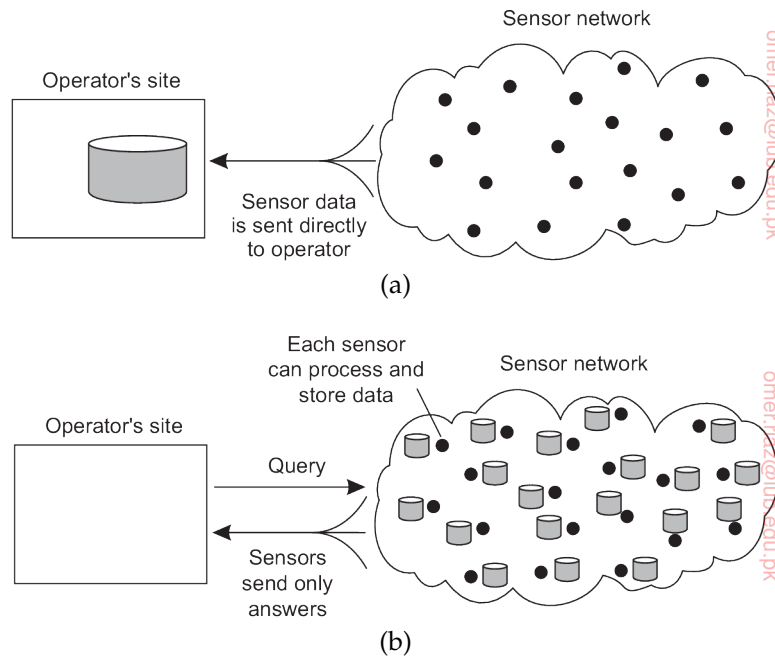 Sensor network
Operator's site
Sensor data
is sent directly
to operator
(a)
Each sensor
can process and
store data
Sensor network
Operator's site
Query
Sensors
send only
answers
(b)